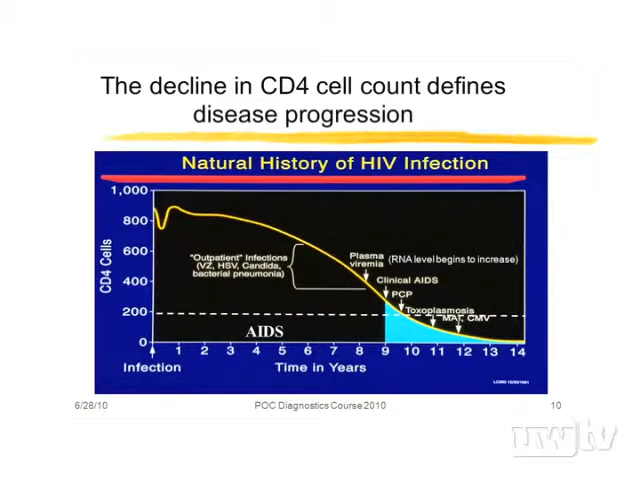 The decline in CD4 cell count defines
disease progression
Natural History of HIV Infection
1,000
800
600
400
200
0
CD4 Cells
"Outpatient" Infections
(VZ, HSV, Candida,
bacterial pneumonia)
Plasma
viremia
(RNA level begins to increase)
Clinical AIDS
PCP
Toxoplasmosis
MAI, CMV
AIDS
1 2 3 4 5 6 7 8 9 10 11 12 13 14
Infection
Time in Years
6/28/10
POC Diagnostics Course 2010
10
uwtv